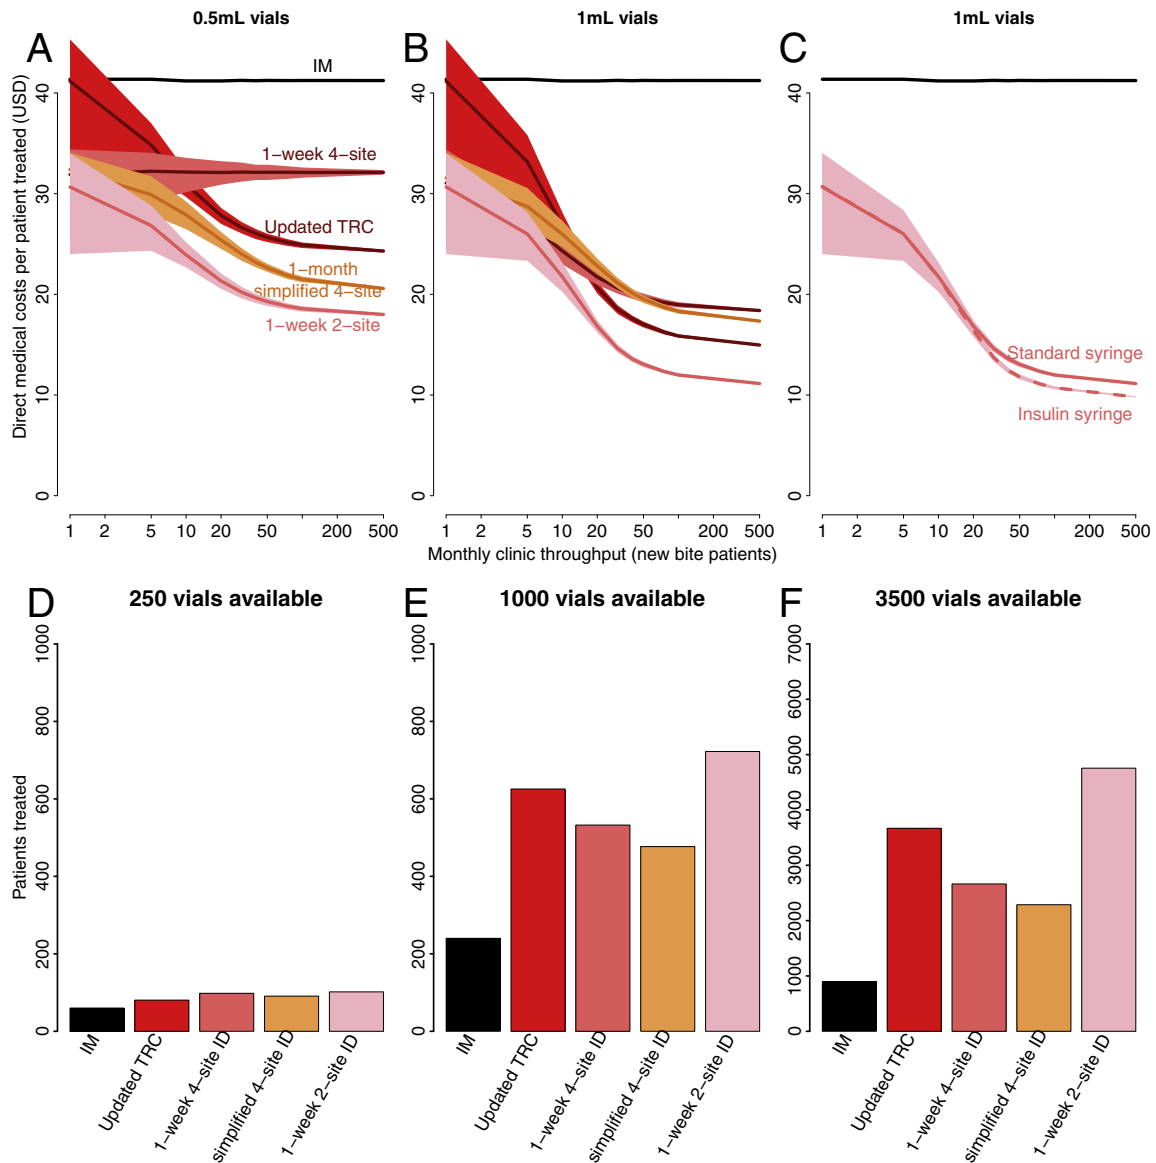 0.5mL vials
1mL vials
1mL vials
A
B
C
Direct medical costs per patient treated (USD)
0
10
20
30
40
IM
1−week 4−site
Updated TRC
1−month
simplified 4−site
1−week 2−site
1
2
5
10
20
50
200
500
0
10
20
30
40
1
2
5
10
20
50
200
500
0
10
20
30
40
Standard syringe
Insulin syringe
1
2
5
10
20
50
200
500
Monthly clinic throughput (new bite patients)
D
250 vials available
E
1000 vials available
F
3500 vials available
Patients treated
0
200
400
600
800
1000
IM
Updated TRC
1−week 4−site ID
simplified 4−site ID
1−week 2−site ID
0
200
400
600
800
1000
IM
Updated TRC
1−week 4−site ID
simplified 4−site ID
1−week 2−site ID
0
1000
2000
3000
4000
5000
6000
7000
IM
Updated TRC
1−week 4−site ID
simplified 4−site ID
1−week 2−site ID